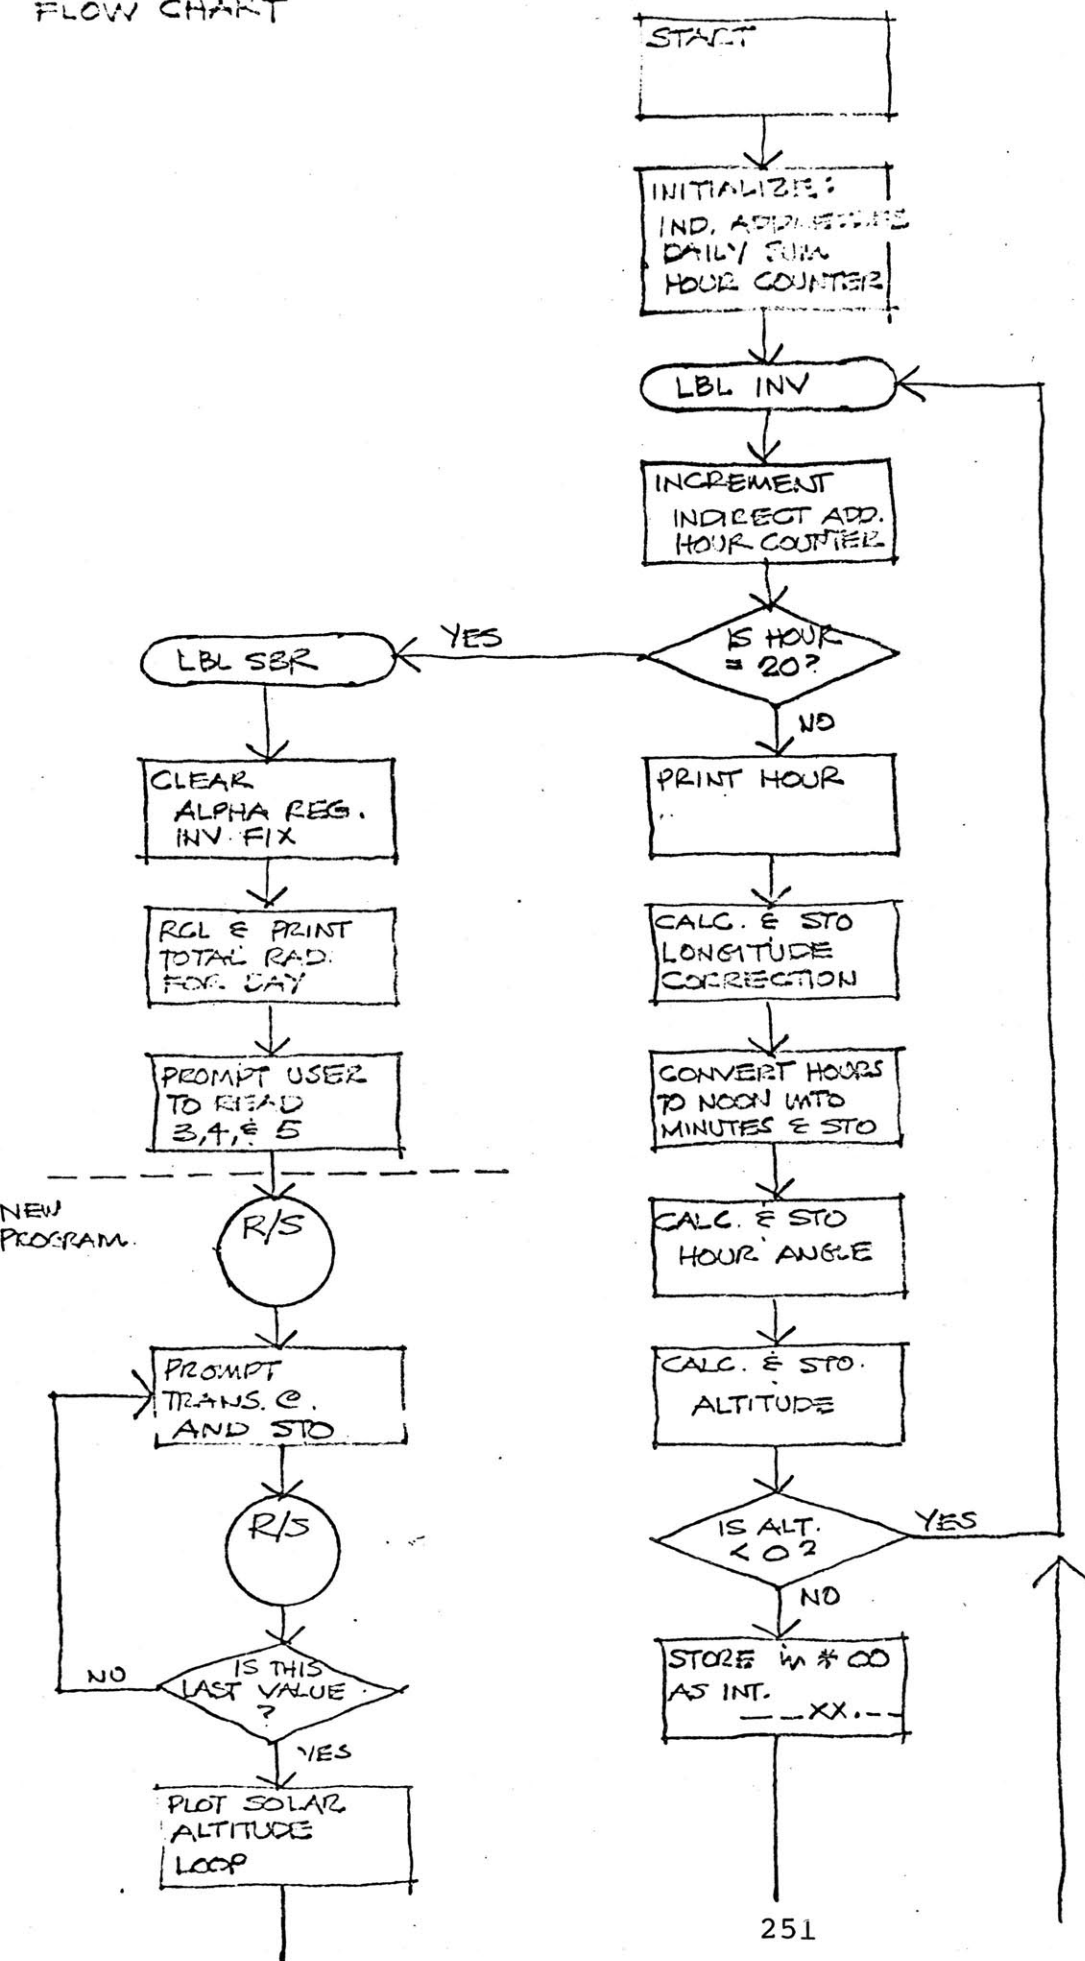 FLOW CHART
START
INITIALIZE:
IND. ADDRESSING
DAILY SUM
HOUR COUNTER
LBL INV
INCREMENT
INDIRECT ADD.
HOUR COUNTER
IS HOUR
= 20?
YES
NO
LBL SBR
CLEAR
ALPHA REG.
INV FIX
RCL & PRINT
TOTAL RAD.
FOR DAY
PROMPT USER
TO READ
3,4,& 5
NEW
PROGRAM.
R/S
PROMPT
TRANS. C.
AND STO
R/S
IS THIS
LAST VALUE
?
NO
YES
PLOT SOLAR
ALTITUDE
LOOP
PRINT HOUR
CALC. & STO
LONGITUDE
CORRECTION
CONVERT HOURS
TO NOON INTO
MINUTES & STO
CALC. & STO
HOUR ANGLE
CALC. & STO.
ALTITUDE
IS ALT.
< 0?
YES
NO
STORE in * 00
AS INT.
_ _XX.--
251